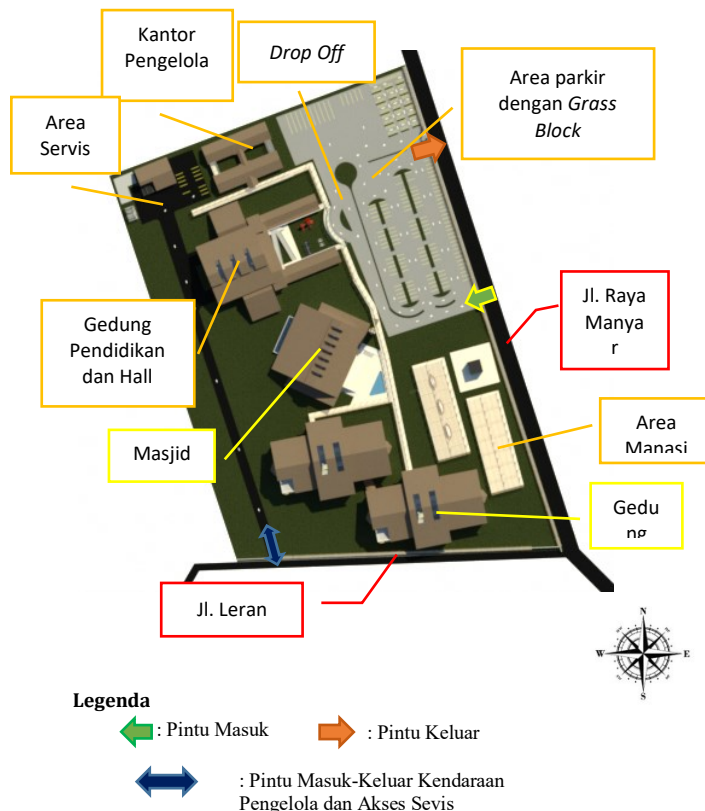 Kantor
Pengelola
Drop Off
Area parkir
dengan Grass
Block
Area
Servis
Jl. Raya
Manya
r
Gedung
Pendidikan
dan Hall
Area
Manasi
Masjid
Gedu
ng
Jl. Leran
N
W
E
S
Legenda
: Pintu Masuk
: Pintu Keluar
: Pintu Masuk-Keluar Kendaraan
Pengelola dan Akses Sevis